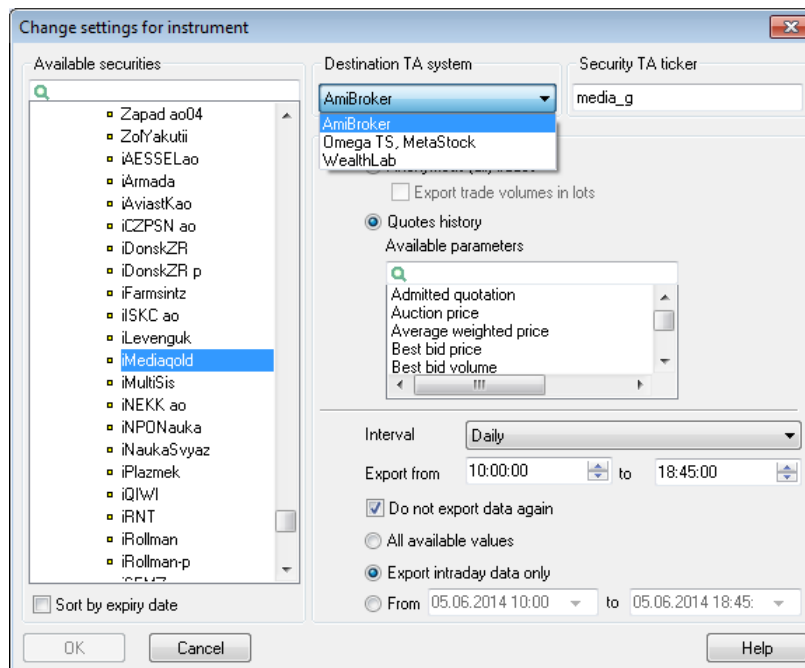 Change settings for instrument
Available securities
Zapad ao04
ZolYakutii
iAESSELao
iArmada
iAviastKao
iCZPSN ao
iDonskZR
iDonskZR p
iFarmsintz
iISKC ao
iLevenguk
iMediagold
iMultiSis
iNEKK ao
iNPONauka
iNaukaSvyaz
iPlazmek
iQIWI
iRNT
iRollman
iRollman-p
Sort by expiry date
Destination TA system
AmiBroker
AmiBroker
Omega TS, MetaStock
WealthLab
Security TA ticker
media_g
Export trade volumes in lots
Quotes history
Available parameters
Admitted quotation
Auction price
Average weighted price
Best bid price
Best bid volume
Interval Daily
Export from 10:00:00 to 18:45:00
Do not export data again
All available values
Export intraday data only
From 05.06.2014 10:00 to 05.06.2014 18:45:
OK Cancel Help